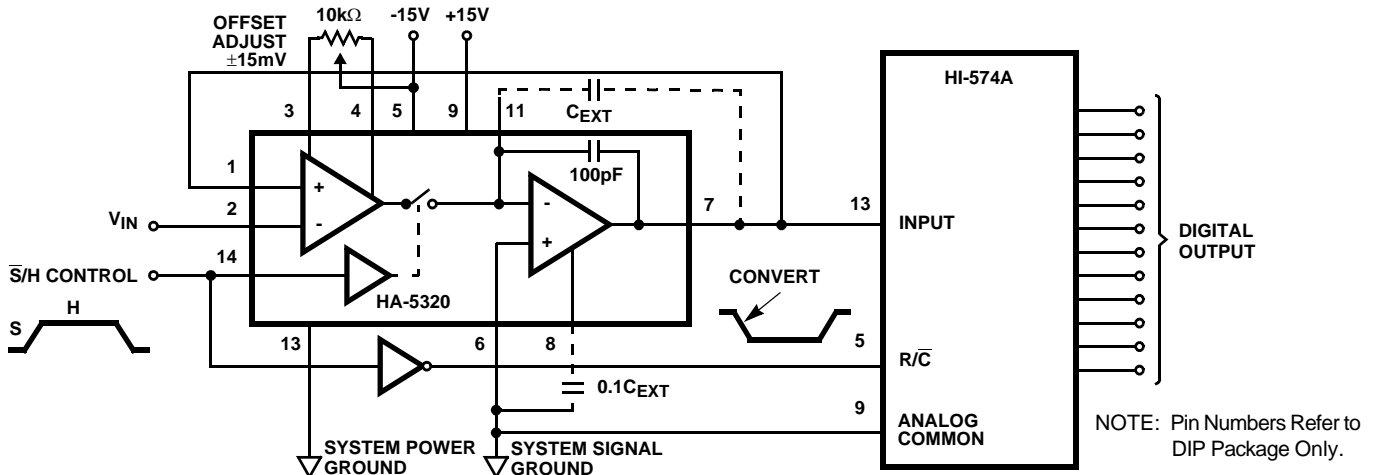 10kΩ
-15V
+15V
OFFSET
ADJUST
±15mV
HI-574A
3
4
5
9
11
C_EXT
100pF
1
2
V_IN
7
13
INPUT
DIGITAL
OUTPUT
14
S̅/H CONTROL
HA-5320
CONVERT
H
S
13
6
8
5
R/C̅
0.1C_EXT
9
ANALOG
COMMON
SYSTEM POWER
GROUND
SYSTEM SIGNAL
GROUND
NOTE: Pin Numbers Refer to
DIP Package Only.
+
-
-
+